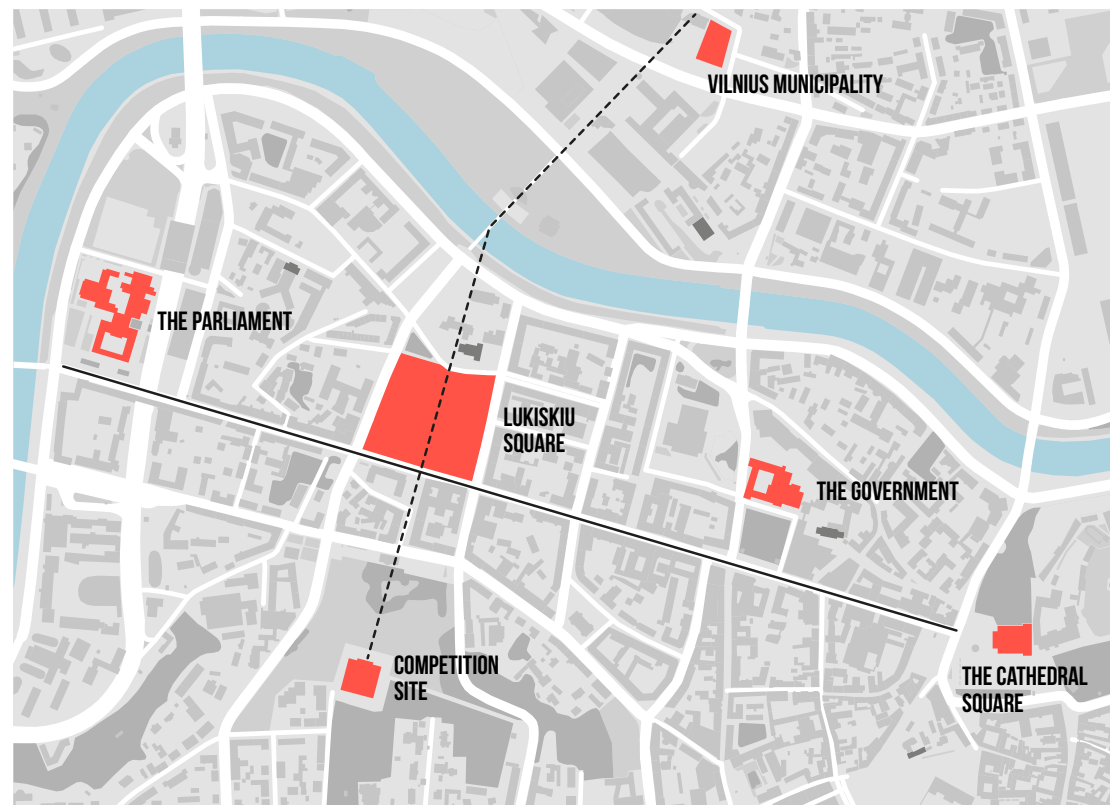 VILNIUS MUNICIPALITY
THE PARLIAMENT
LUKISKIU
SQUARE
THE GOVERNMENT
COMPETITION
SITE
THE CATHEDRAL
SQUARE